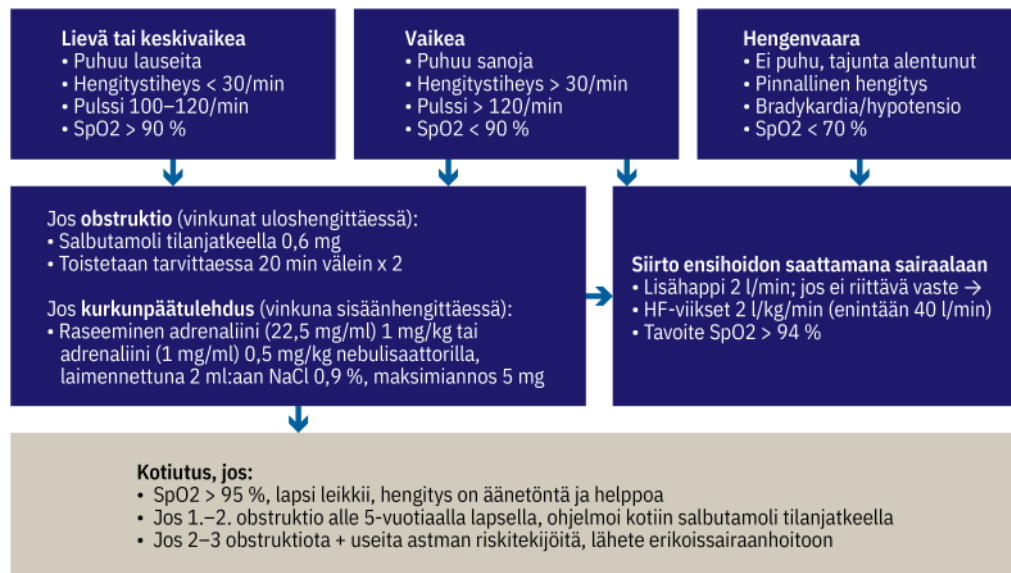 Lievä tai keskivaikea
• Puhuu lauseita
• Hengitystiheys < 30/min
• Pulssi 100–120/min
• SpO2 > 90 %
Vaikea
• Puhuu sanoja
• Hengitystiheys > 30/min
• Pulssi > 120/min
• SpO2 < 90 %
Hengenvaara
• Ei puhu, tajunta alentunut
• Pinnallinen hengitys
• Bradykardia/hypotensio
• SpO2 < 70 %
Jos obstruktio (vinkunat uloshengittäessä):
• Salbutamoli tilanjatkeella 0,6 mg
• Toistetaan tarvittaessa 20 min välein x 2
Jos kurkunpäätulehdus (vinkuna sisäänhengittäessä):
• Raseeminen adrenaliini (22,5 mg/ml) 1 mg/kg tai
adrenaliini (1 mg/ml) 0,5 mg/kg nebulisaattorilla,
laimennettuna 2 ml:aan NaCl 0,9 %, maksimiannos 5 mg
Siirto ensihoidon saattamana sairaalaan
• Lisähappi 2 l/min; jos ei riittävä vaste →
• HF-viikset 2 l/kg/min (enintään 40 l/min)
• Tavoite SpO2 > 94 %
Kotiutus, jos:
• SpO2 > 95 %, lapsi leikkii, hengitys on äänetöntä ja helppoa
• Jos 1.–2. obstruktio alle 5-vuotiaalla lapsella, ohjelmoi kotiin salbutamoli tilanjatkeella
• Jos 2–3 obstruktiota + useita astman riskitekijöitä, lähete erikoissairaanhoitoon